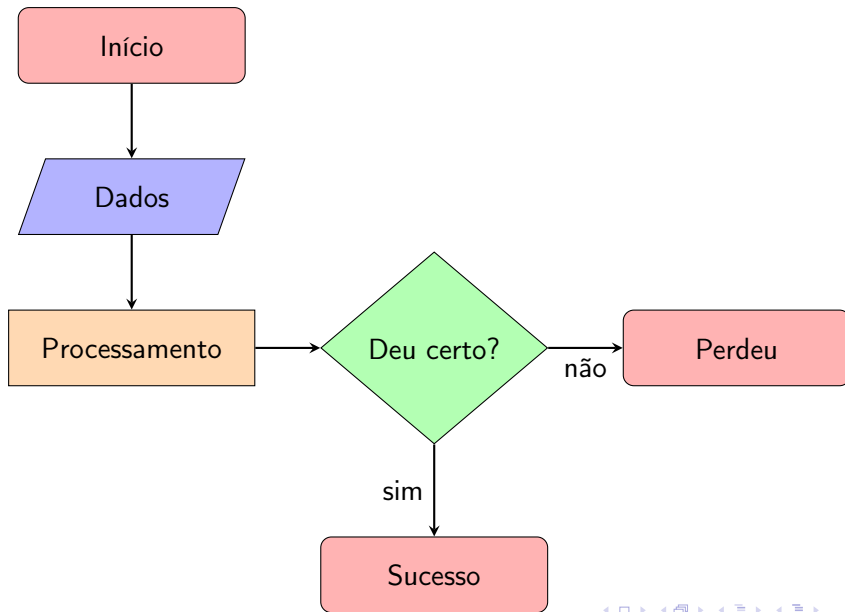 Início
Dados
Processamento
Deu certo?
não
Perdeu
sim
Sucesso